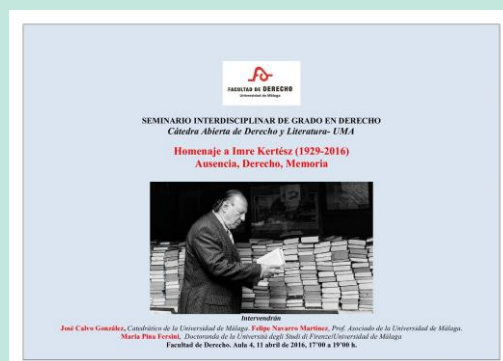 FACULTAD DE DERECHO
Universidad de Málaga
SEMINARIO INTERDISCIPLINAR DE GRADO EN DERECHO
Cátedra Abierta de Derecho y Literatura- UMA
Homenaje a Imre Kertész (1929-2016)
Ausencia, Derecho, Memoria
Intervendrán
José Calvo González, Catedrático de la Universidad de Málaga. Felipe Navarro Martínez, Prof. Asociado de la Universidad de Málaga.
Maria Pina Fersini, Doctoranda de la Università degli Studi di Firenze/Universidad de Málaga
Facultad de Derecho. Aula 4, 11 abril de 2016, 17'00 a 19'00 h.